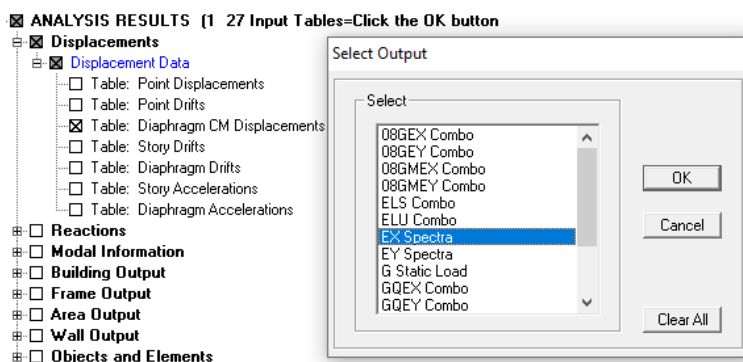 ANALYSIS RESULTS (1 27 Input Tables=Click the OK button
Displacements
Displacement Data
Table: Point Displacements
Table: Point Drifts
Table: Diaphragm CM Displacements
Table: Story Drifts
Table: Diaphragm Drifts
Table: Story Accelerations
Table: Diaphragm Accelerations
Reactions
Modal Information
Building Output
Frame Output
Area Output
Wall Output
Objects and Elements
Select Output
Select
08GEX Combo
08GEY Combo
08GMEX Combo
08GMEY Combo
ELS Combo
ELU Combo
EX Spectra
EY Spectra
G Static Load
GQEX Combo
GQEY Combo
OK
Cancel
Clear All